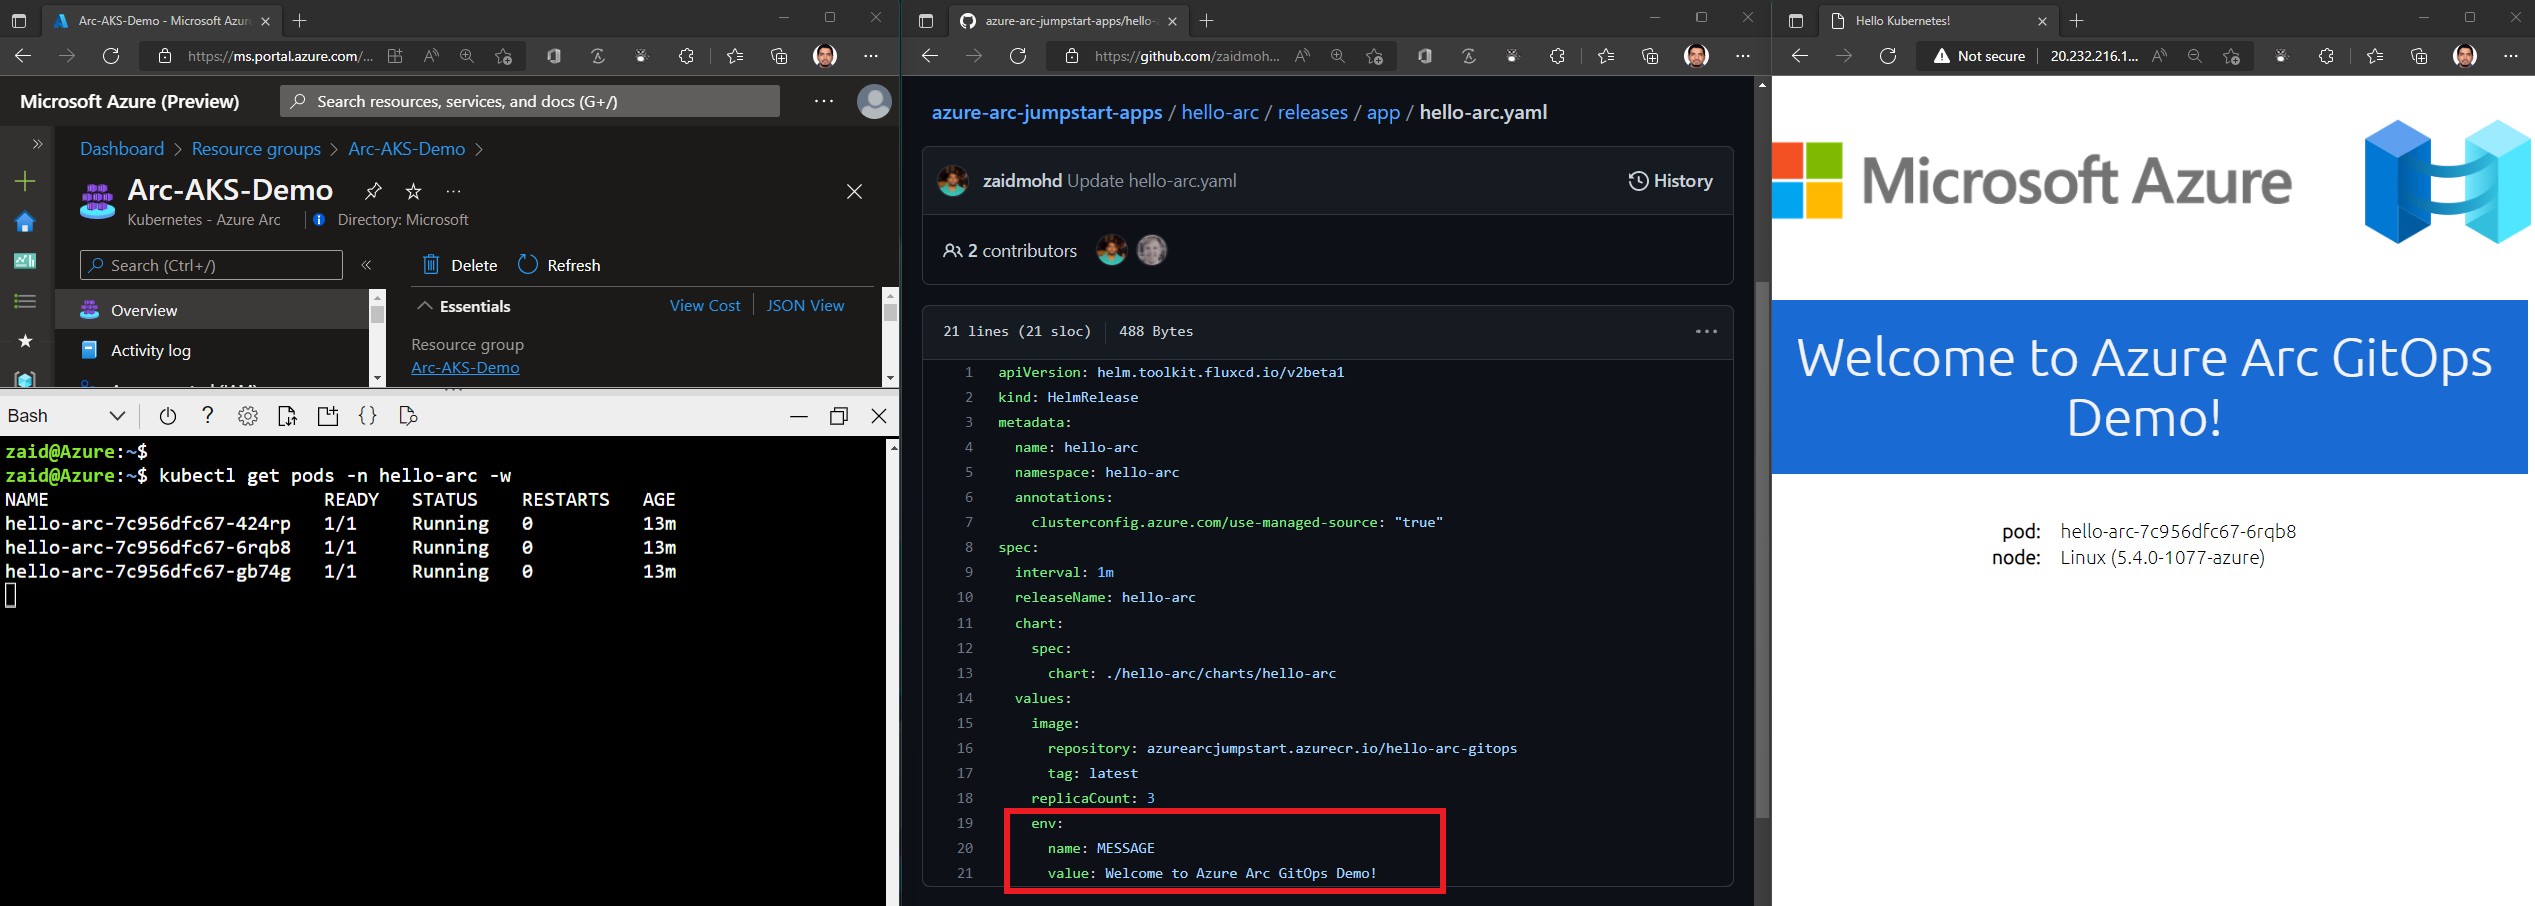 Arc-AKS-Demo - Microsoft Azur
https://ms.portal.azure.com/...
Microsoft Azure (Preview)
Search resources, services, and docs (G+/)
Dashboard > Resource groups > Arc-AKS-Demo >
Arc-AKS-Demo
Kubernetes - Azure Arc
Directory: Microsoft
Search (Ctrl+/)
Delete
Refresh
Overview
Activity log
Essentials
View Cost
JSON View
Resource group
Arc-AKS-Demo
Bash
zaid@Azure:~$
zaid@Azure:~$ kubectl get pods -n hello-arc -w
NAME READY STATUS RESTARTS AGE
hello-arc-7c956dfc67-424rp 1/1 Running 0 13m
hello-arc-7c956dfc67-6rqb8 1/1 Running 0 13m
hello-arc-7c956dfc67-gb74g 1/1 Running 0 13m
azure-arc-jumpstart-apps/hello-
https://github.com/zaidmoh...
azure-arc-jumpstart-apps / hello-arc / releases / app / hello-arc.yaml
zaidmohd Update hello-arc.yaml
History
2 contributors
21 lines (21 sloc)
488 Bytes
1 apiVersion: helm.toolkit.fluxcd.io/v2beta1
2 kind: HelmRelease
3 metadata:
4 name: hello-arc
5 namespace: hello-arc
6 annotations:
7 clusterconfig.azure.com/use-managed-source: "true"
8 spec:
9 interval: 1m
10 releaseName: hello-arc
11 chart:
12 spec:
13 chart: ./hello-arc/charts/hello-arc
14 values:
15 image:
16 repository: azurearcjumpstart.azurecr.io/hello-arc-gitops
17 tag: latest
18 replicaCount: 3
19 env:
20 name: MESSAGE
21 value: Welcome to Azure Arc GitOps Demo!
Hello Kubernetes!
Not secure
20.232.216.1...
Microsoft Azure
Welcome to Azure Arc GitOps
Demo!
pod: hello-arc-7c956dfc67-6rqb8
node: Linux (5.4.0-1077-azure)